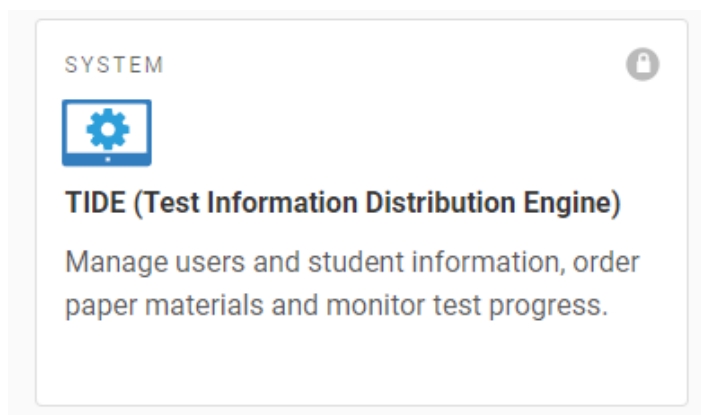 SYSTEM
TIDE (Test Information Distribution Engine)
Manage users and student information, order
paper materials and monitor test progress.